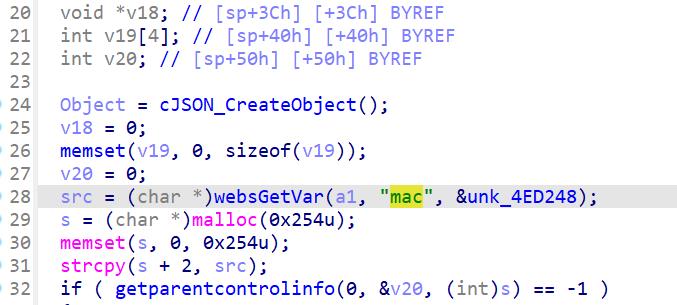 20 void *v18; // [sp+3Ch] [+3Ch] BYREF
21 int v19[4]; // [sp+40h] [+40h] BYREF
22 int v20; // [sp+50h] [+50h] BYREF
23
24 Object = cJSON_CreateObject();
25 v18 = 0;
26 memset(v19, 0, sizeof(v19));
27 v20 = 0;
28 src = (char *)websGetVar(a1, "mac", &unk_4ED248);
29 s = (char *)malloc(0x254u);
30 memset(s, 0, 0x254u);
31 strcpy(s + 2, src);
32 if ( getparentcontrolinfo(0, &v20, (int)s) == -1 )